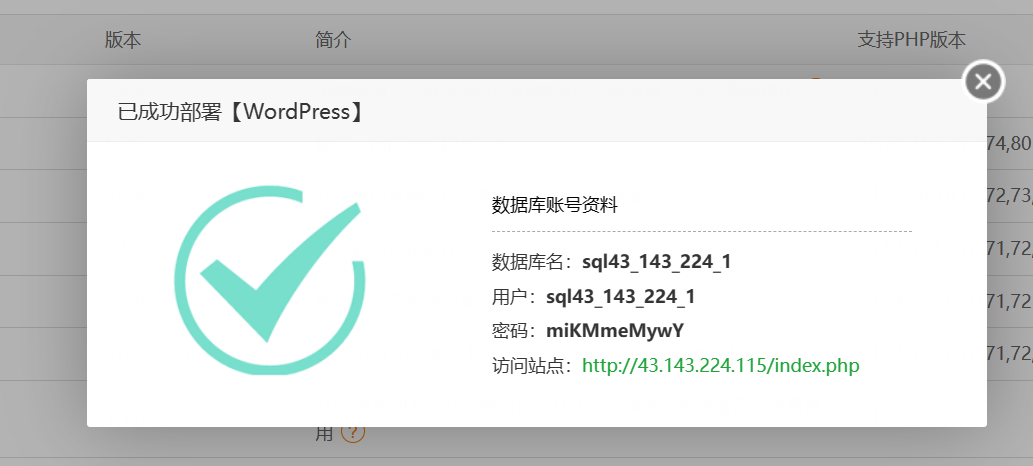 版本 简介 支持PHP版本
已成功部署【WordPress】
74,80
数据库账号资料
72,73,
数据库名：sql43_143_224_1
71,72,
用户：sql43_143_224_1
71,72
密码：miKMmeMywY
访问站点：http://43.143.224.115/index.php
71,72,
用 ?